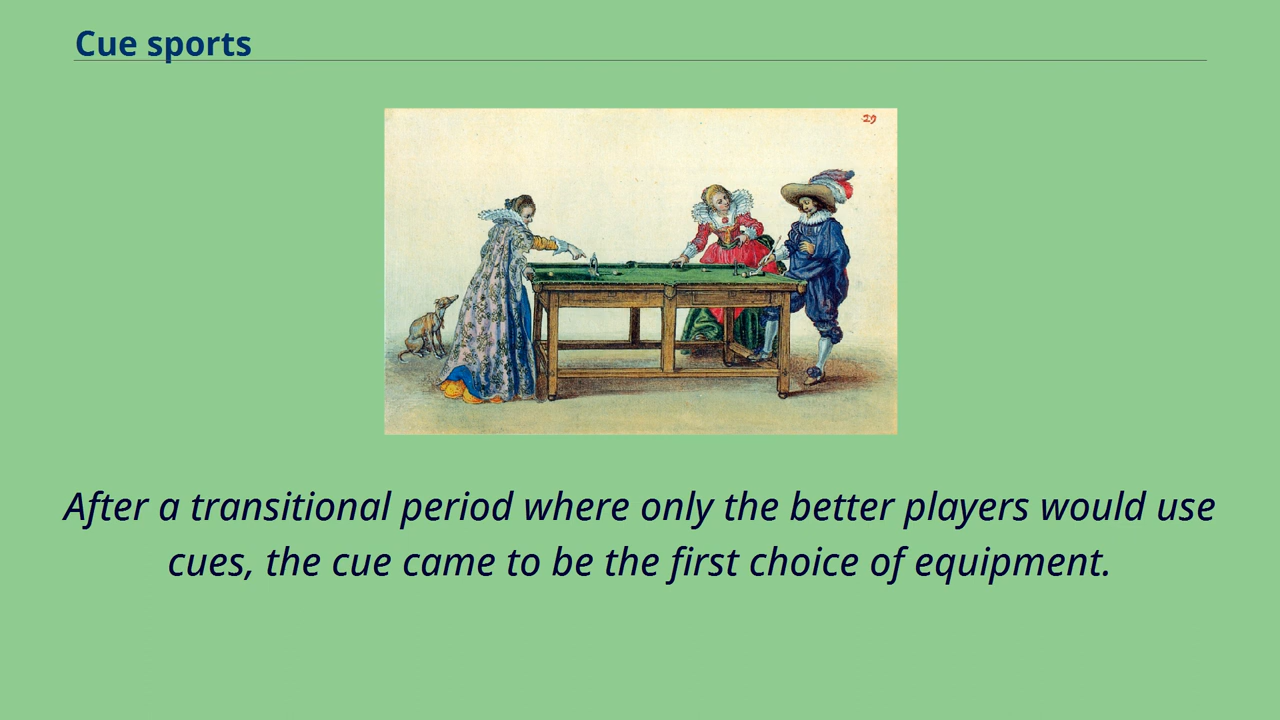 Cue sports
29
After a transitional period where only the better players would use
cues, the cue came to be the first choice of equipment.